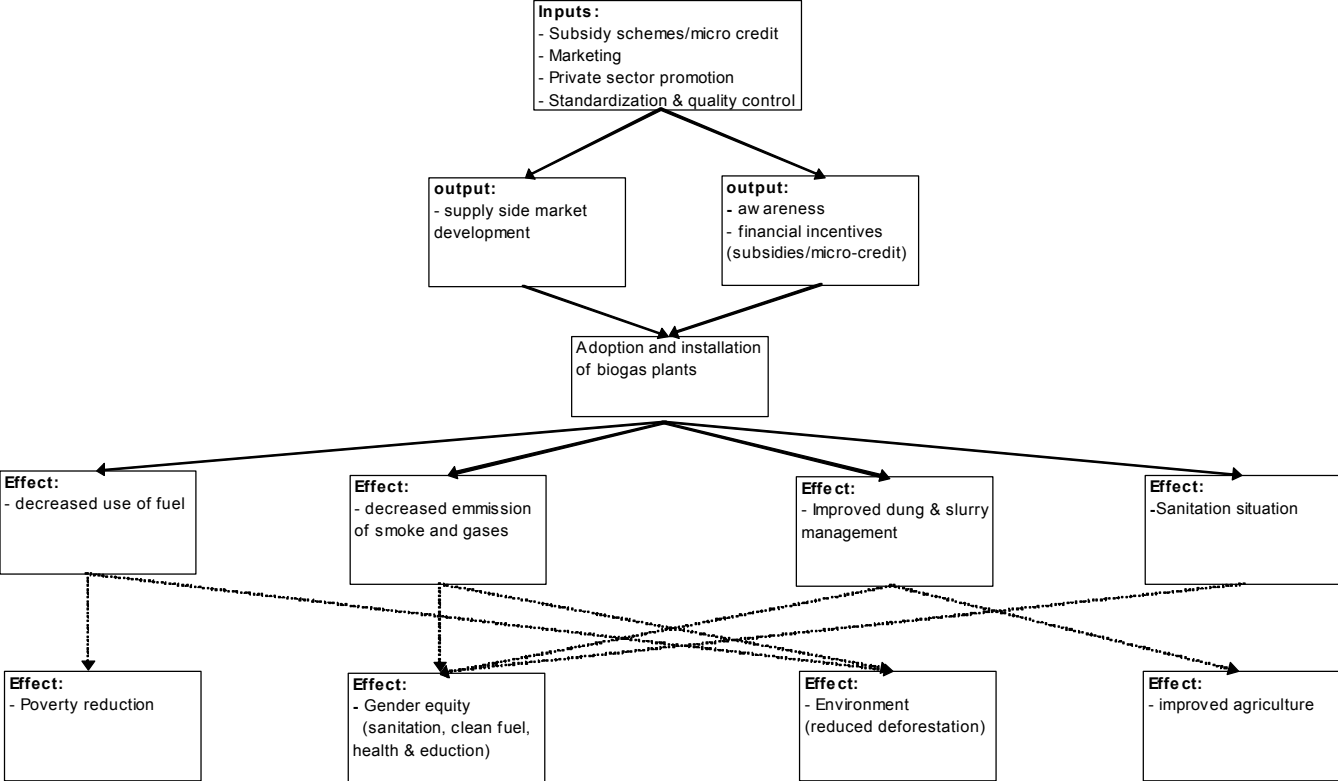 Inputs:
- Subsidy schemes/micro credit
- Marketing
- Private sector promotion
- Standardization & quality control
output:
- supply side market
development
output:
- awareness
- financial incentives
(subsidies/micro-credit)
Adoption and installation
of biogas plants
Effect:
- decreased use of fuel
Effect:
- decreased emmission
of smoke and gases
Effect:
- Improved dung & slurry
management
Effect:
-Sanitation situation
Effect:
- Poverty reduction
Effect:
- Gender equity
(sanitation, clean fuel,
health & eduction)
Effect:
- Environment
(reduced deforestation)
Effect:
- improved agriculture